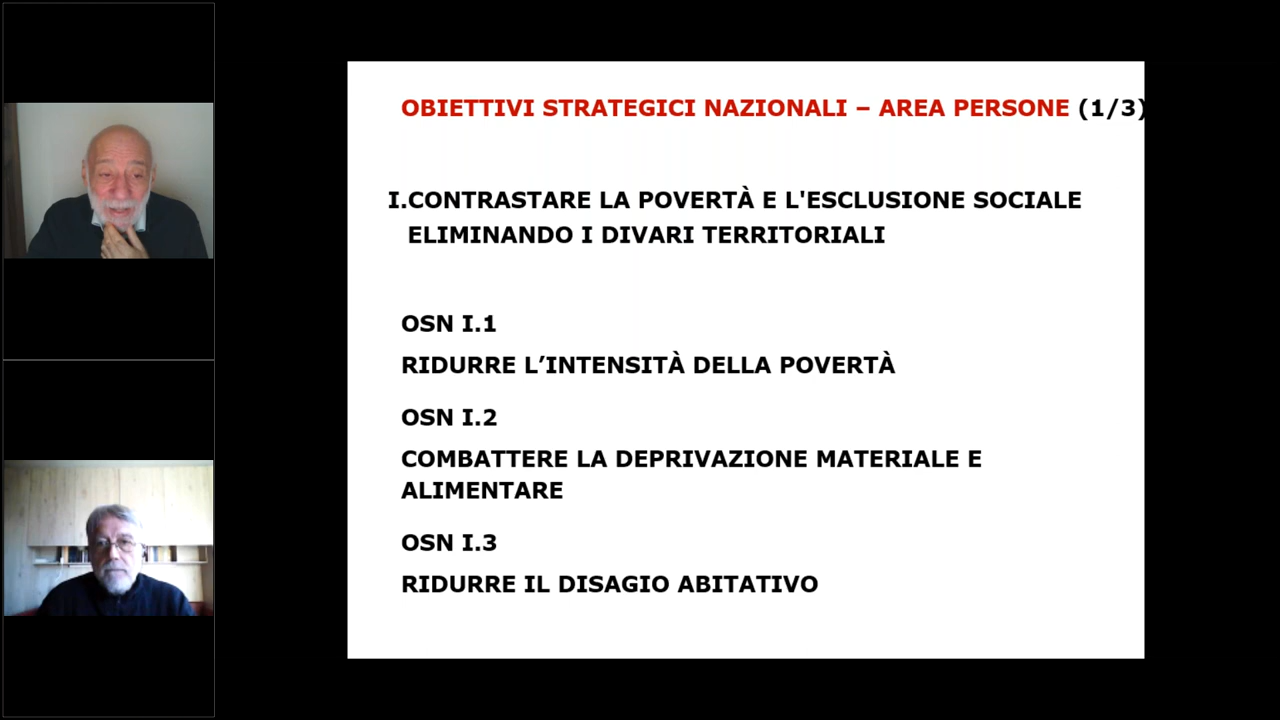 OBIETTIVI STRATEGICI NAZIONALI – AREA PERSONE (1/3)
I.CONTRASTARE LA POVERTÀ E L'ESCLUSIONE SOCIALE
ELIMINANDO I DIVARI TERRITORIALI
OSN I.1
RIDURRE L’INTENSITÀ DELLA POVERTÀ
OSN I.2
COMBATTERE LA DEPRIVAZIONE MATERIALE E
ALIMENTARE
OSN I.3
RIDURRE IL DISAGIO ABITATIVO